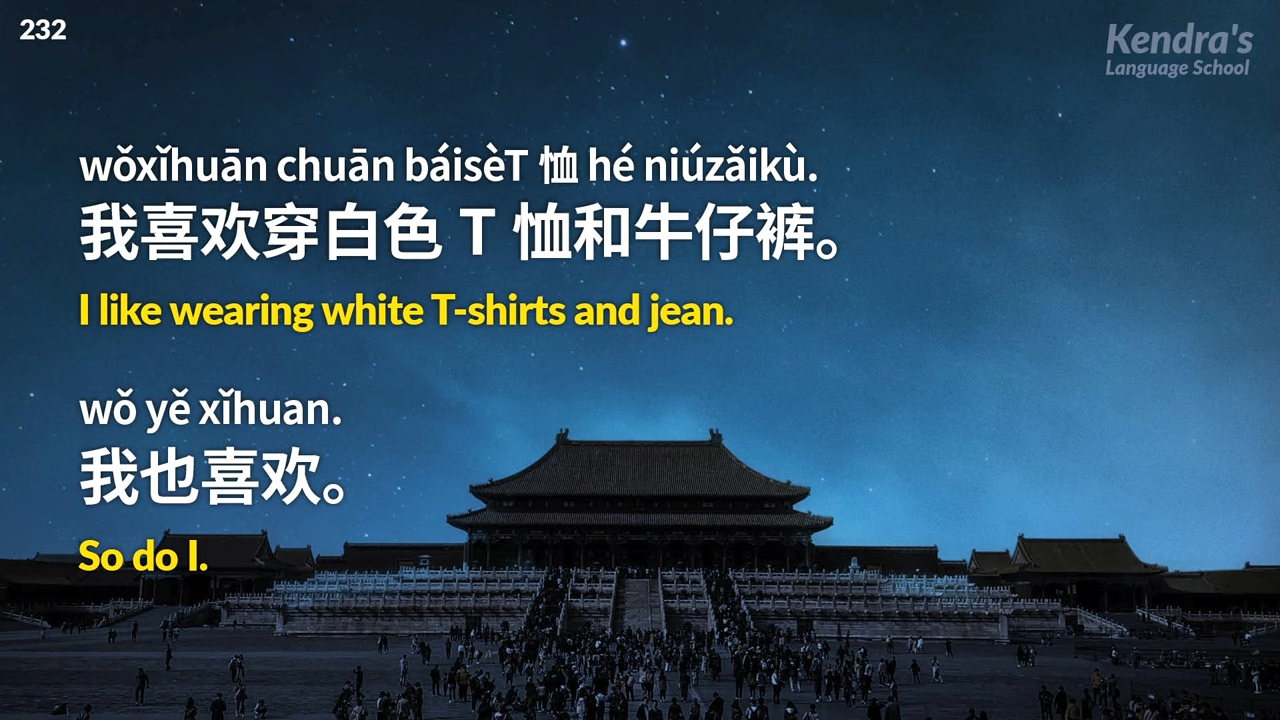 232
Kendra's
Language School
wǒxǐhuān chuān báisèT 恤 hé niúzǎikù.
我喜欢穿白色 T 恤和牛仔裤。
I like wearing white T-shirts and jean.
wǒ yě xǐhuan.
我也喜欢。
So do I.